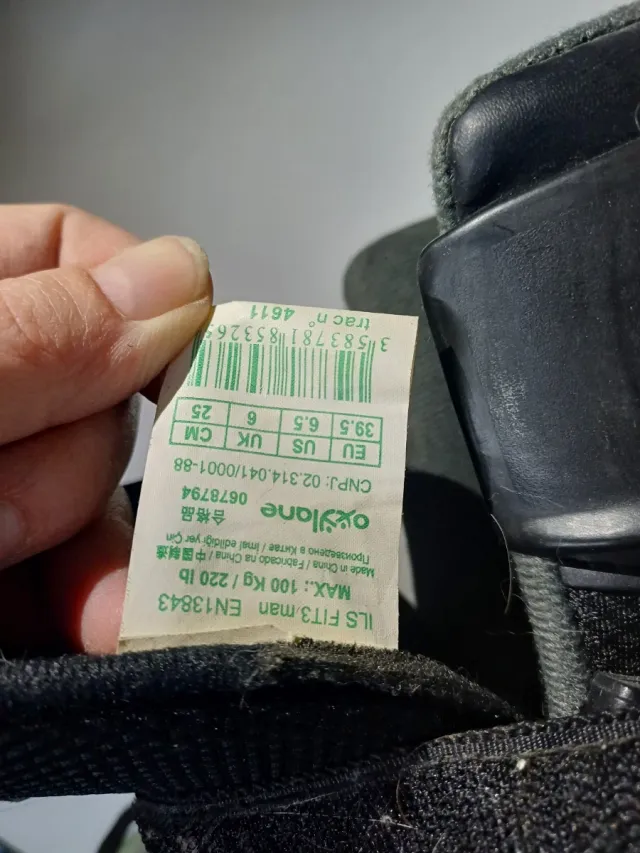 ILS FIT3 man EN13843
MAX.: 100 Kg / 220 lb
Made in China / Fabricado na China / 中国制造
Произведено в Китае / Imal edildiği yer Çin
oxylane 0678794 合格品
CNPJ: 02.314.041/0001-88
EU US UK CM
39.5 6.5 6 25
3 583781 853265
trac n° 4611